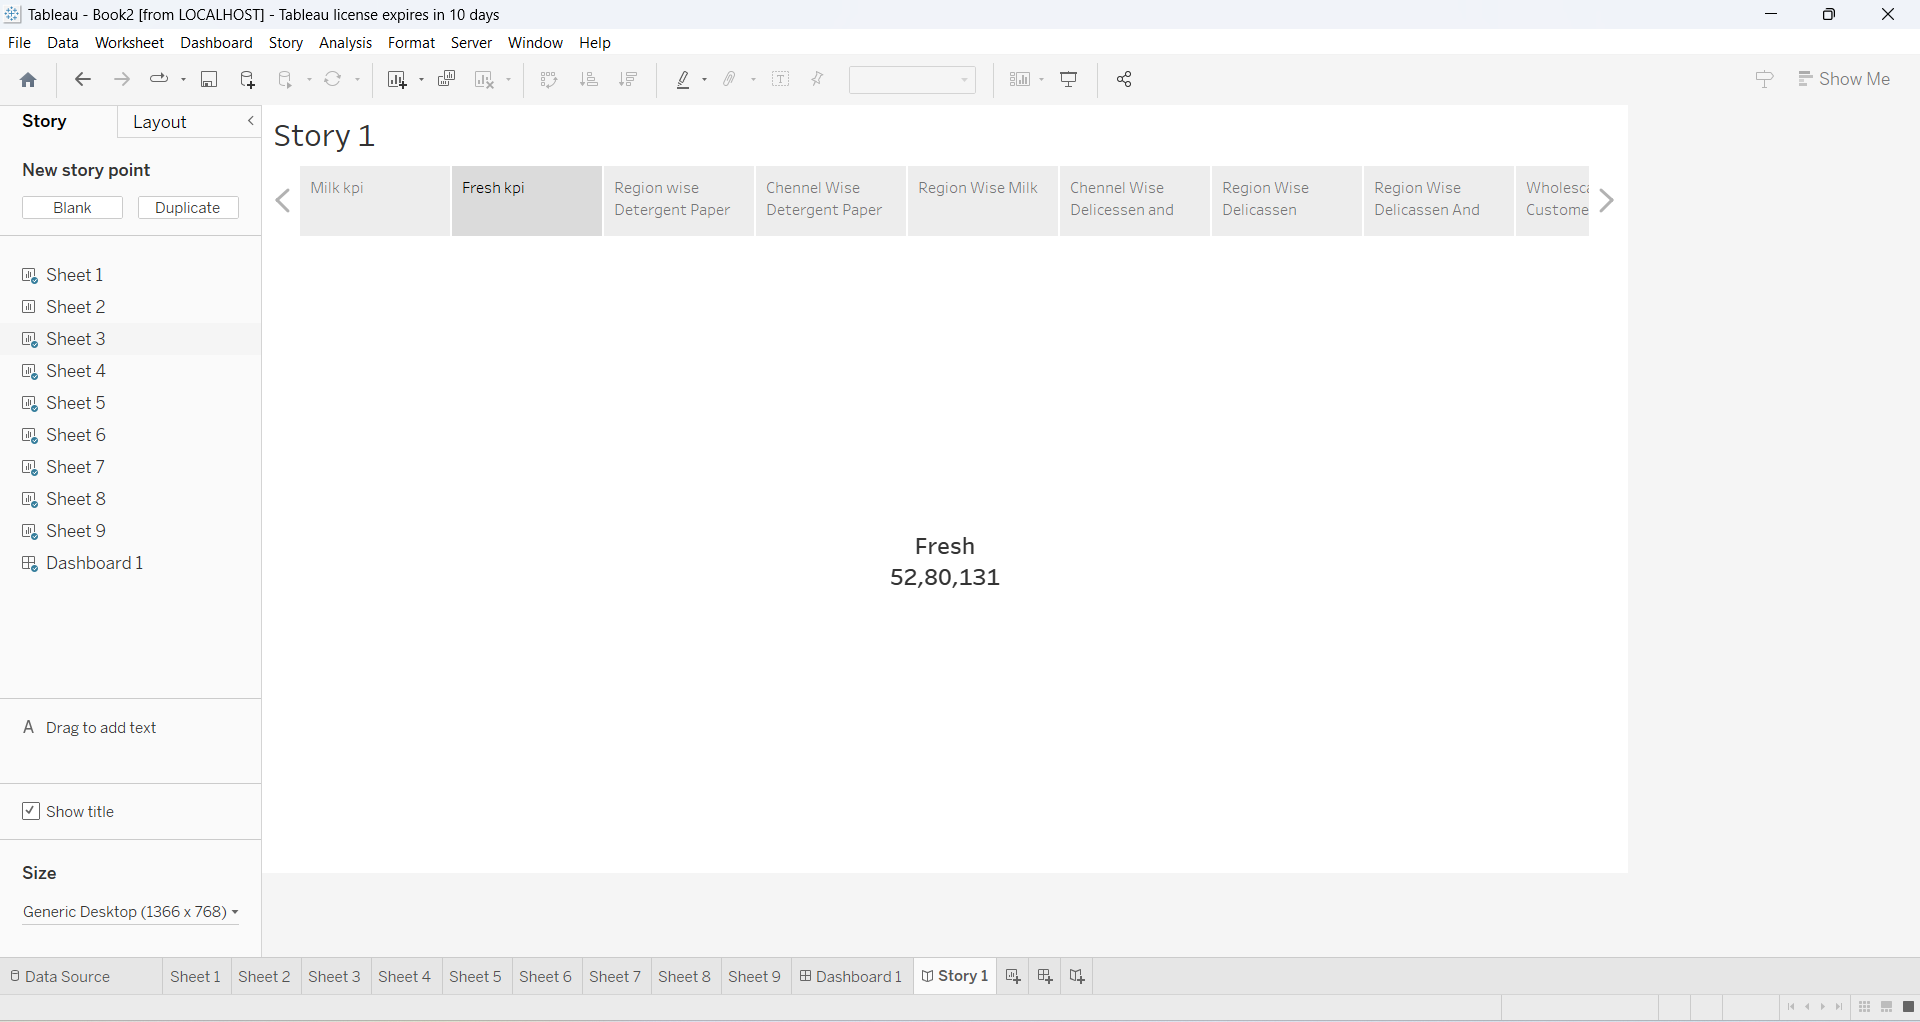 Tableau - Book2 [from LOCALHOST] - Tableau license expires in 10 days
File Data Worksheet Dashboard Story Analysis Format Server Window Help
Show Me
Story Layout
New story point
Blank Duplicate
Sheet 1
Sheet 2
Sheet 3
Sheet 4
Sheet 5
Sheet 6
Sheet 7
Sheet 8
Sheet 9
Dashboard 1
A Drag to add text
Show title
Size
Generic Desktop (1366 x 768)
Story 1
Milk kpi
Fresh kpi
Region wise
Detergent Paper
Chennel Wise
Detergent Paper
Region Wise Milk
Chennel Wise
Delicessen and
Region Wise
Delicassen
Region Wise
Delicassen And
Wholesca
Custome
Fresh
52,80,131
Data Source Sheet 1 Sheet 2 Sheet 3 Sheet 4 Sheet 5 Sheet 6 Sheet 7 Sheet 8 Sheet 9 Dashboard 1 Story 1